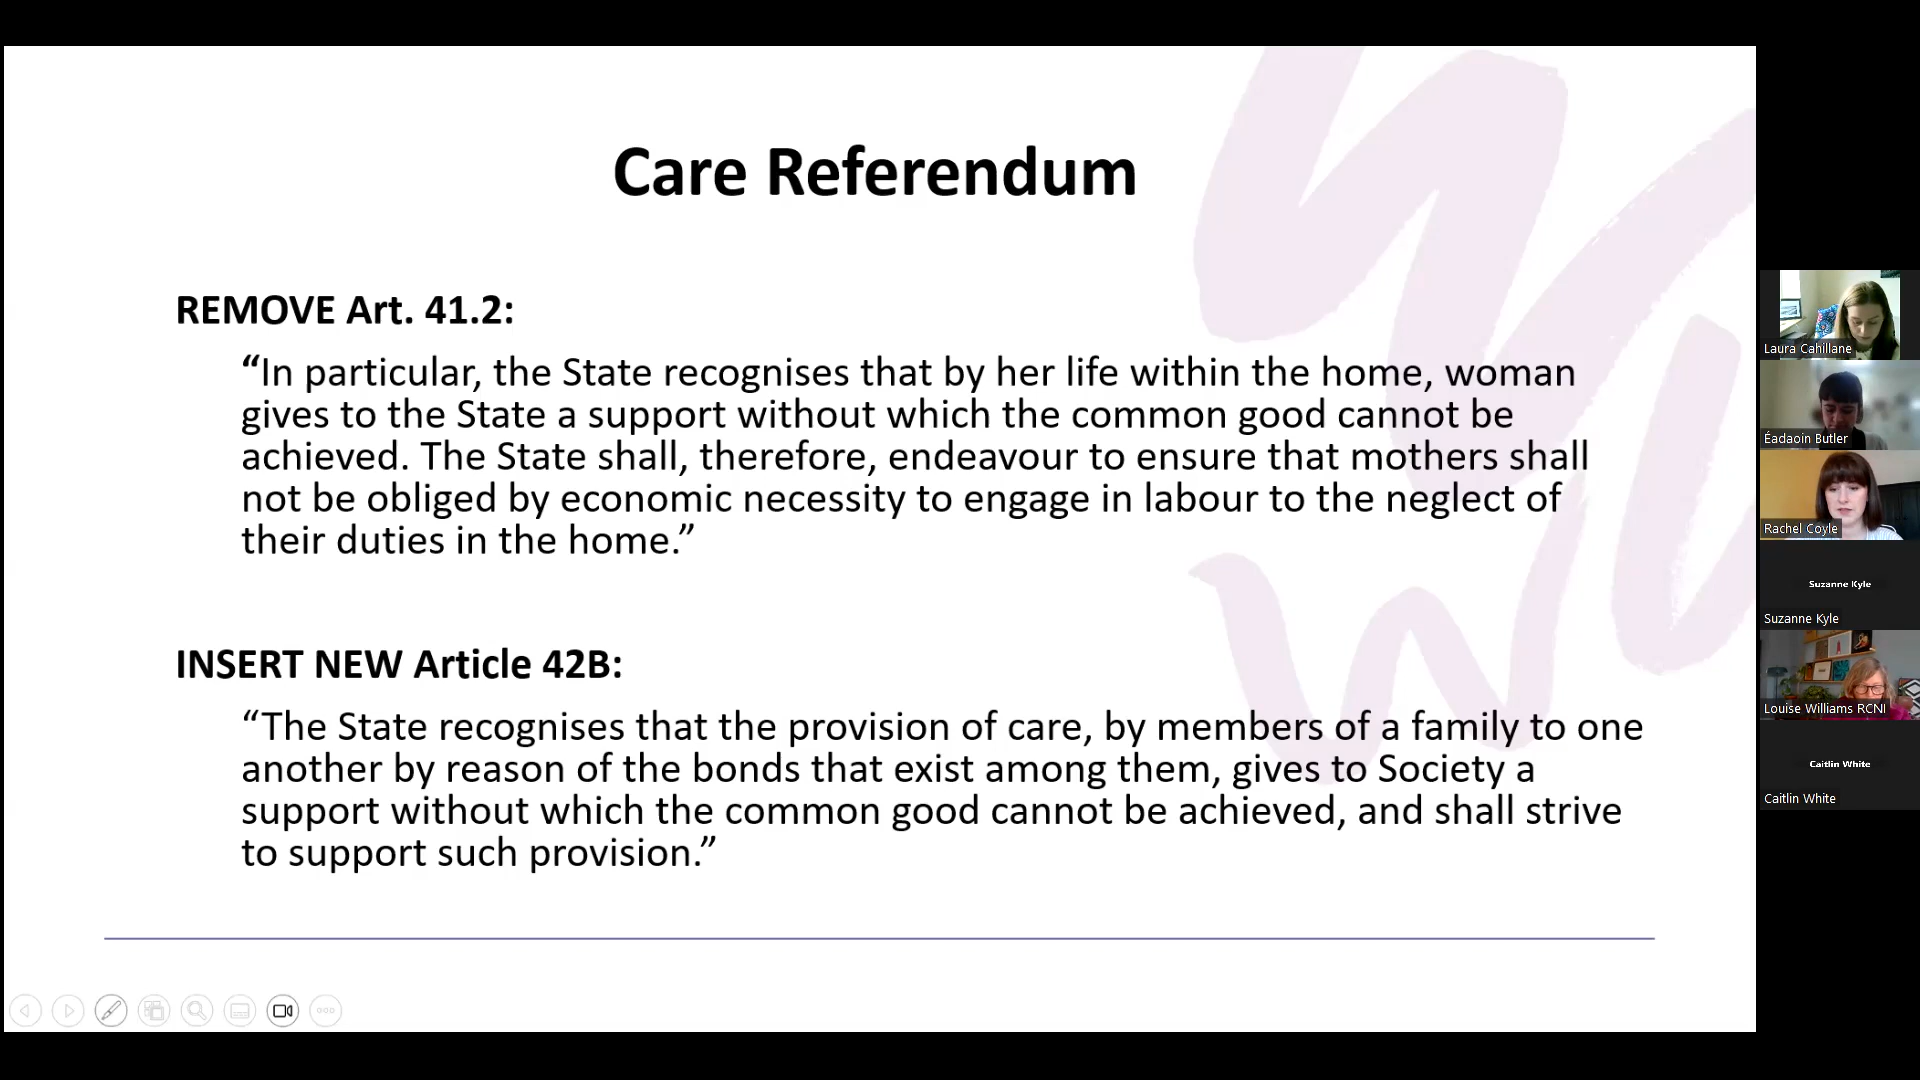 Care Referendum
REMOVE Art. 41.2:
“In particular, the State recognises that by her life within the home, woman
gives to the State a support without which the common good cannot be
achieved. The State shall, therefore, endeavour to ensure that mothers shall
not be obliged by economic necessity to engage in labour to the neglect of
their duties in the home.”
INSERT NEW Article 42B:
“The State recognises that the provision of care, by members of a family to one
another by reason of the bonds that exist among them, gives to Society a
support without which the common good cannot be achieved, and shall strive
to support such provision.”
Laura Cahillane
Éadaoin Butler
Rachel Coyle
Suzanne Kyle
Suzanne Kyle
Louise Williams RCNI
Caitlin White
Caitlin White